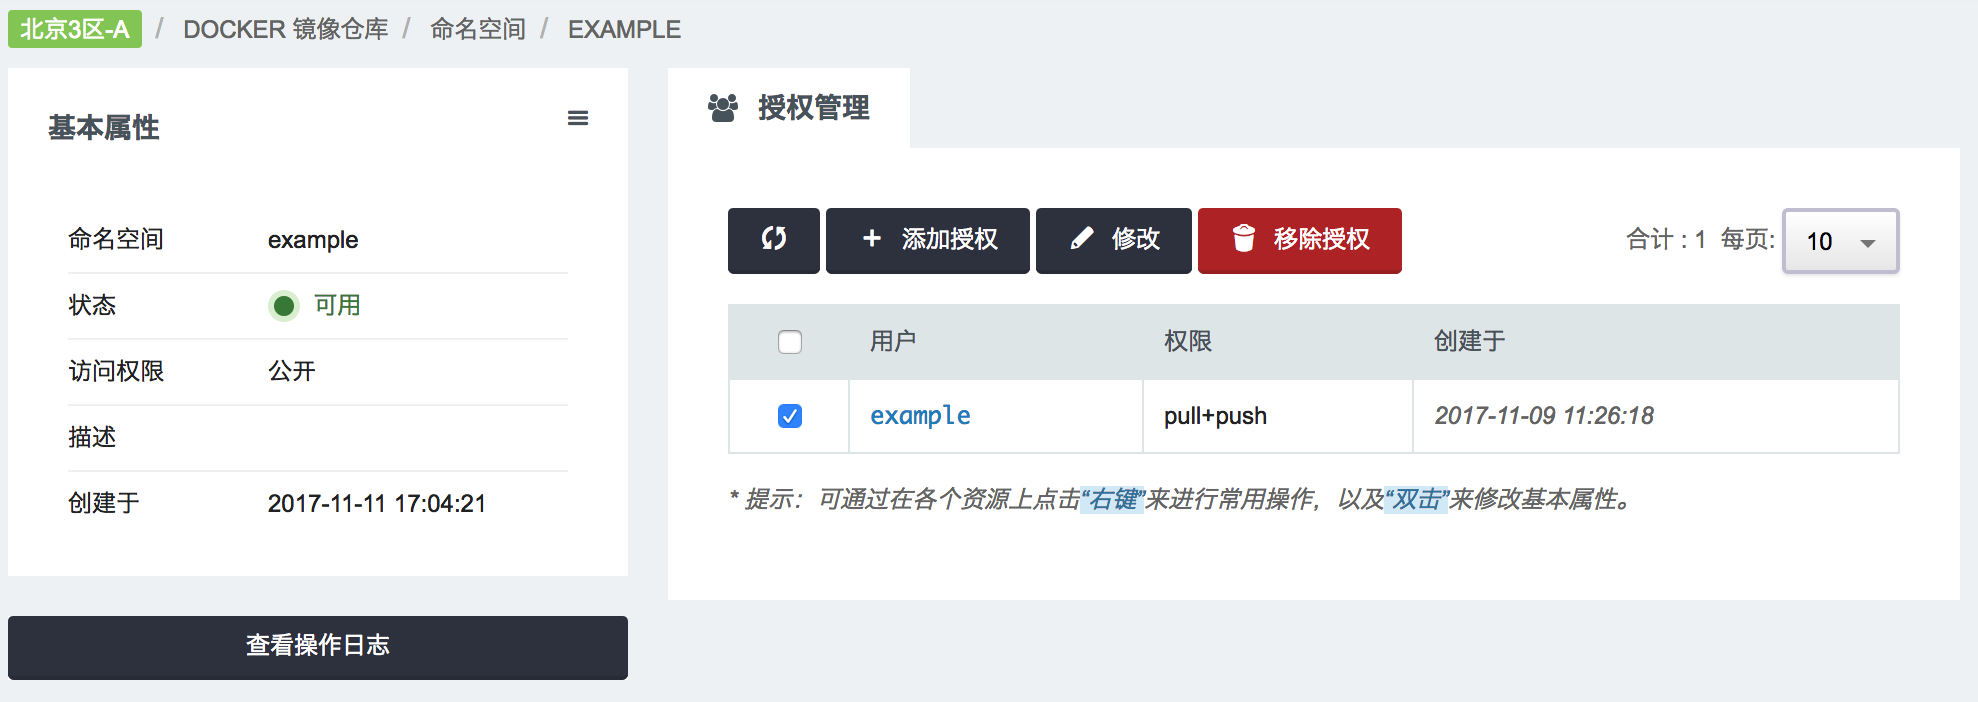 北京3区-A / DOCKER 镜像仓库 / 命名空间 / EXAMPLE
基本属性
命名空间 example
状态 可用
访问权限 公开
描述
创建于 2017-11-11 17:04:21
查看操作日志
授权管理
+ 添加授权 修改 移除授权 合计 : 1 每页: 10
用户 权限 创建于
example pull+push 2017-11-09 11:26:18
* 提示：可通过在各个资源上点击“右键”来进行常用操作，以及“双击”来修改基本属性。